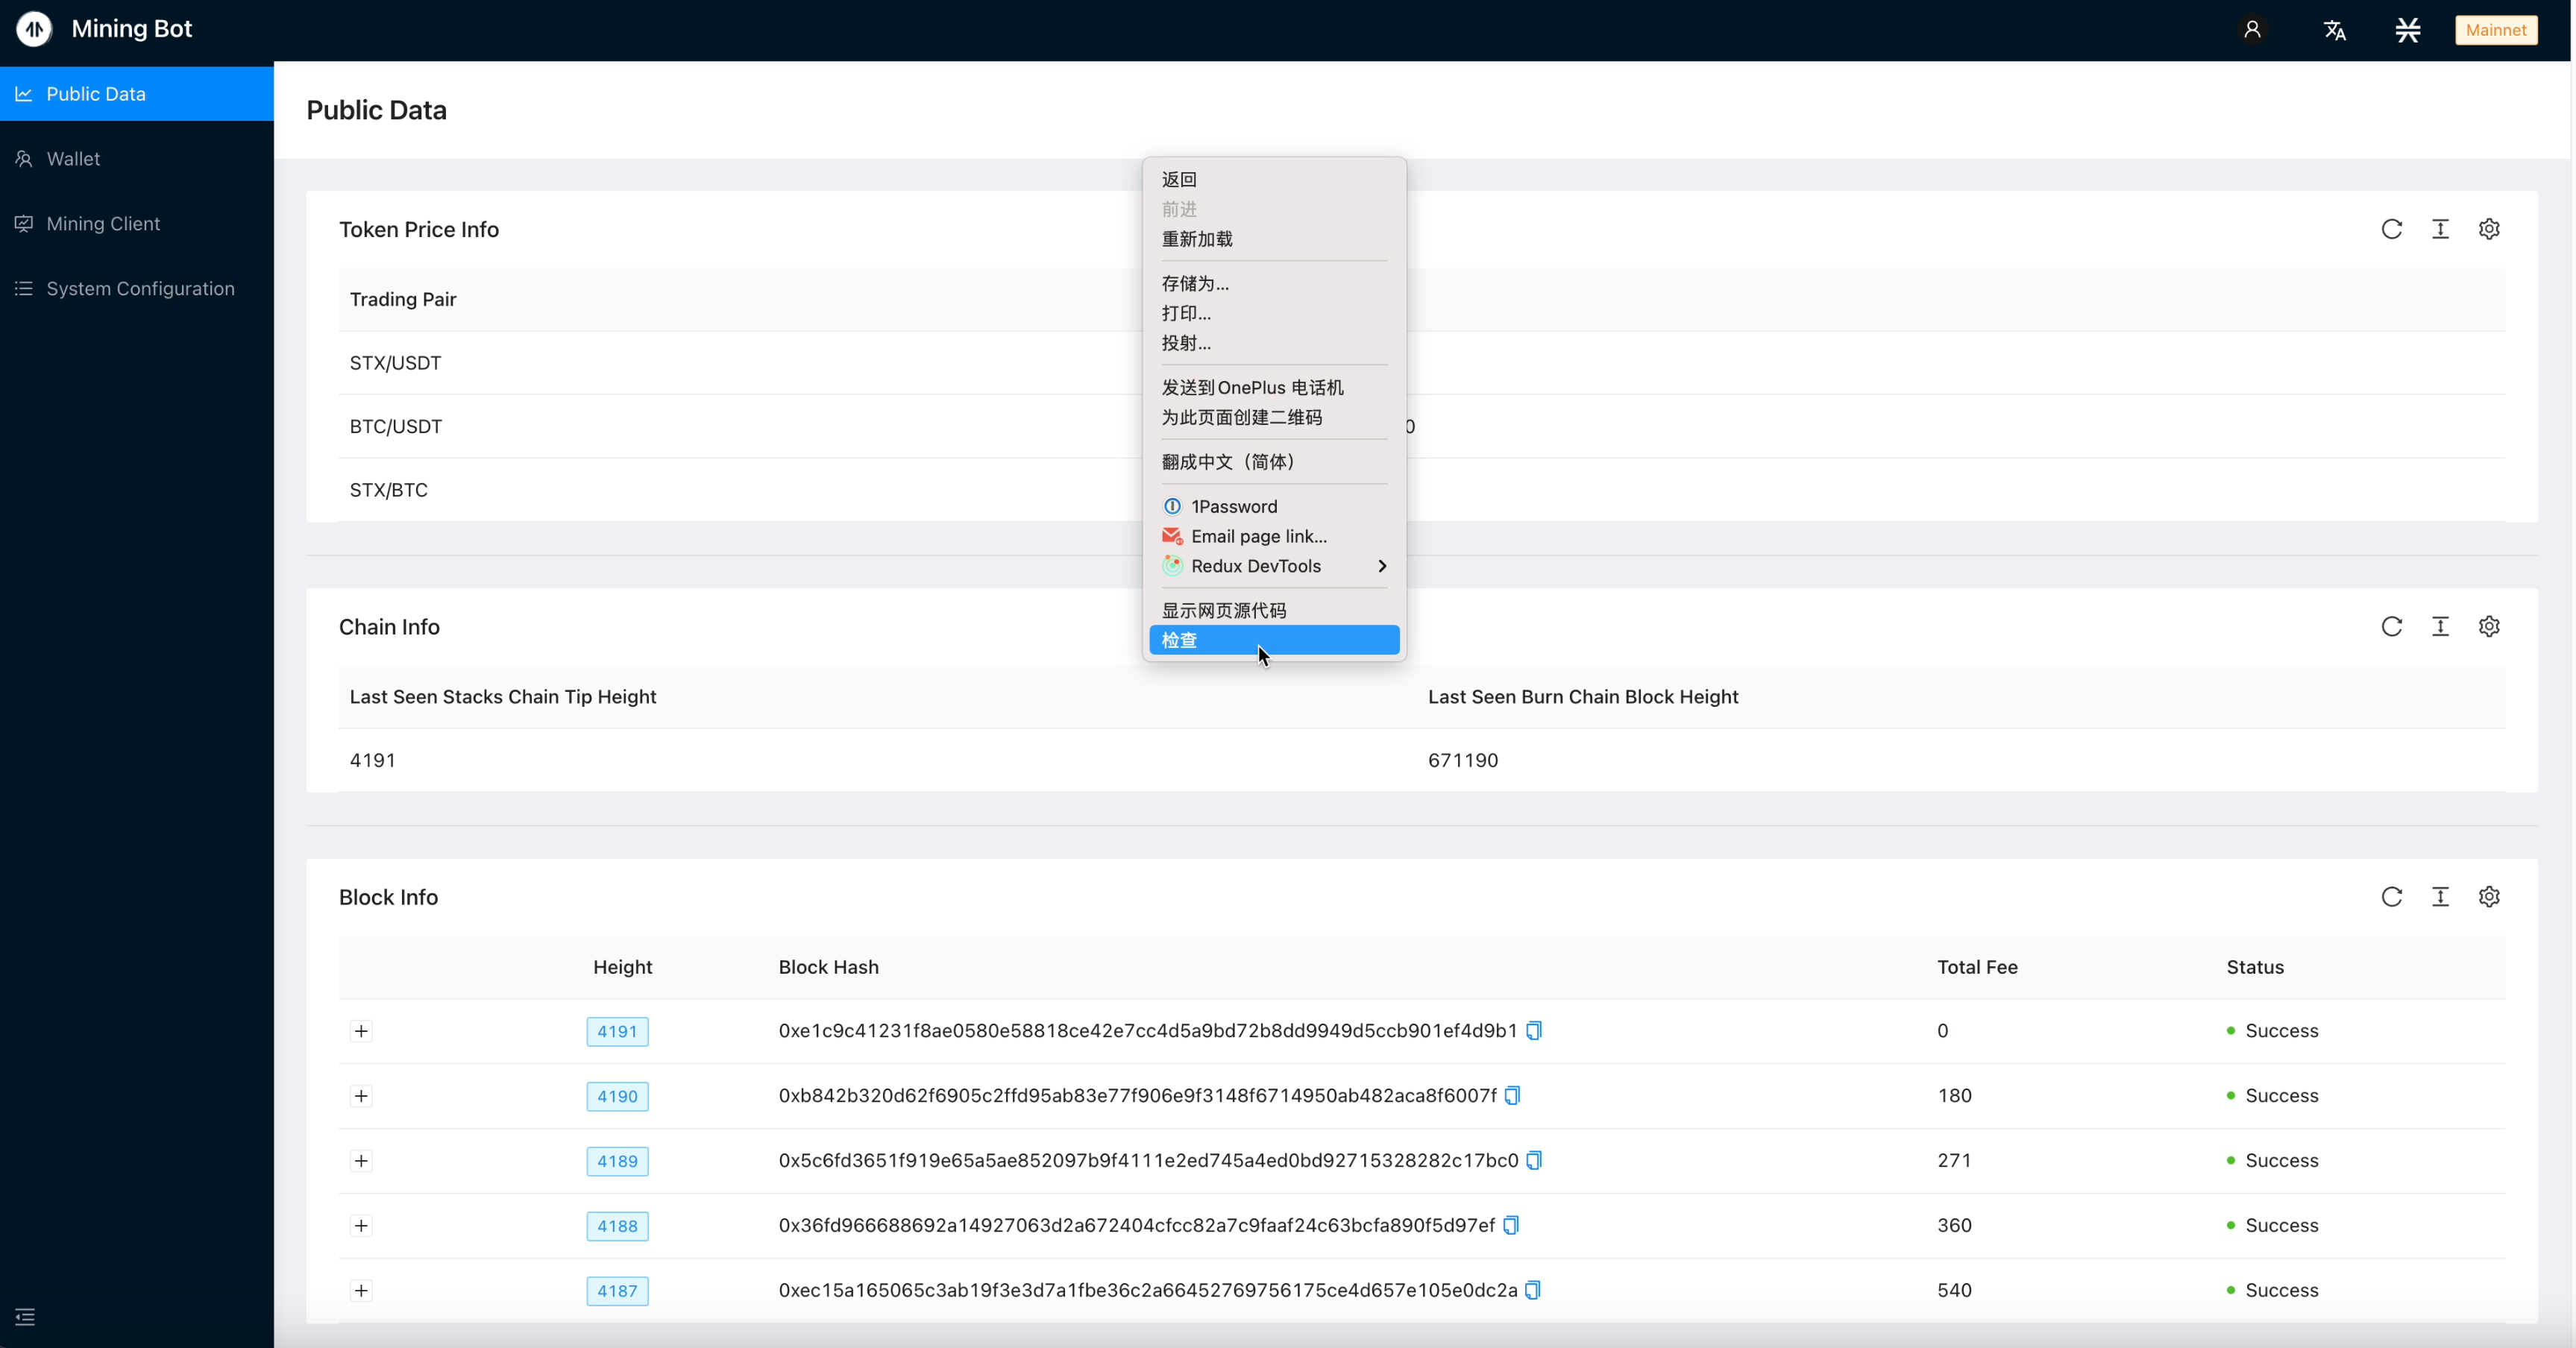 Mining Bot
Mainnet
Public Data
Wallet
Mining Client
System Configuration
Public Data
Token Price Info
Trading Pair
STX/USDT
BTC/USDT
0
STX/BTC
返回
前进
重新加载
存储为...
打印...
投射...
发送到OnePlus 电话机
为此页面创建二维码
翻成中文（简体）
1Password
Email page link...
Redux DevTools
显示网页源代码
检查
Chain Info
Last Seen Stacks Chain Tip Height Last Seen Burn Chain Block Height
4191 671190
Block Info
Height Block Hash Total Fee Status
4191 0xe1c9c41231f8ae0580e58818ce42e7cc4d5a9bd72b8dd9949d5ccb901ef4d9b1 0 Success
4190 0xb842b320d62f6905c2ffd95ab83e77f906e9f3148f6714950ab482aca8f6007f 180 Success
4189 0x5c6fd3651f919e65a5ae852097b9f4111e2ed745a4ed0bd92715328282c17bc0 271 Success
4188 0x36fd966688692a14927063d2a672404cfcc82a7c9faaf24c63bcfa890f5d97ef 360 Success
4187 0xec15a165065c3ab19f3e3d7a1fbe36c2a66452769756175ce4d657e105e0dc2a 540 Success